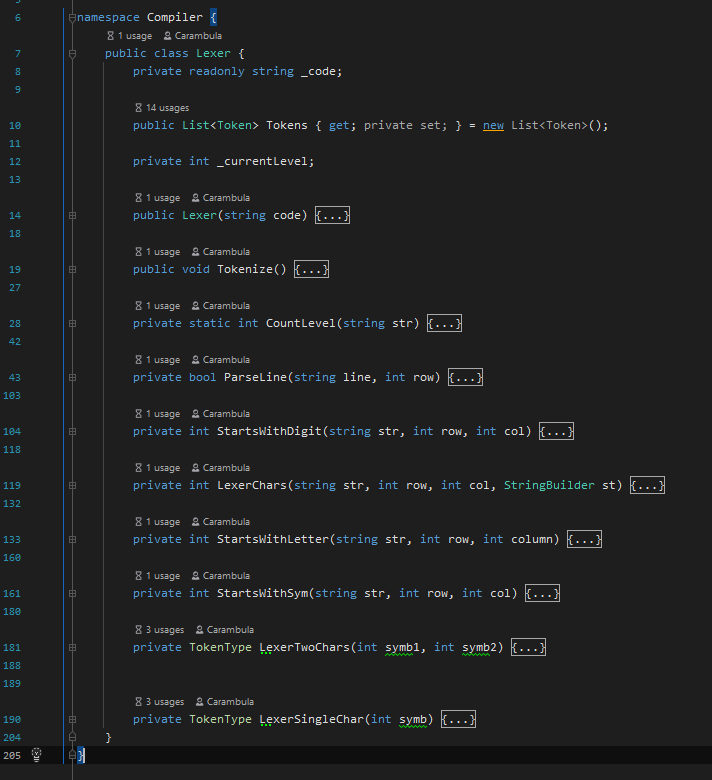 6 namespace Compiler {
1 usage Carambula
7 public class Lexer {
8 private readonly string _code;
9
14 usages
10 public List<Token> Tokens { get; private set; } = new List<Token>();
11
12 private int _currentLevel;
13
1 usage Carambula
14 public Lexer(string code) {...}
18
1 usage Carambula
19 public void Tokenize() {...}
27
1 usage Carambula
28 private static int CountLevel(string str) {...}
42
1 usage Carambula
43 private bool ParseLine(string line, int row) {...}
103
1 usage Carambula
104 private int StartsWithDigit(string str, int row, int col) {...}
118
1 usage Carambula
119 private int LexerChars(string str, int row, int col, StringBuilder st) {...}
132
1 usage Carambula
133 private int StartsWithLetter(string str, int row, int column) {...}
160
1 usage Carambula
161 private int StartsWithSym(string str, int row, int col) {...}
180
3 usages Carambula
181 private TokenType LexerTwoChars(int symb1, int symb2) {...}
188
189
3 usages Carambula
190 private TokenType LexerSingleChar(int symb) {...}
204 }
205 }